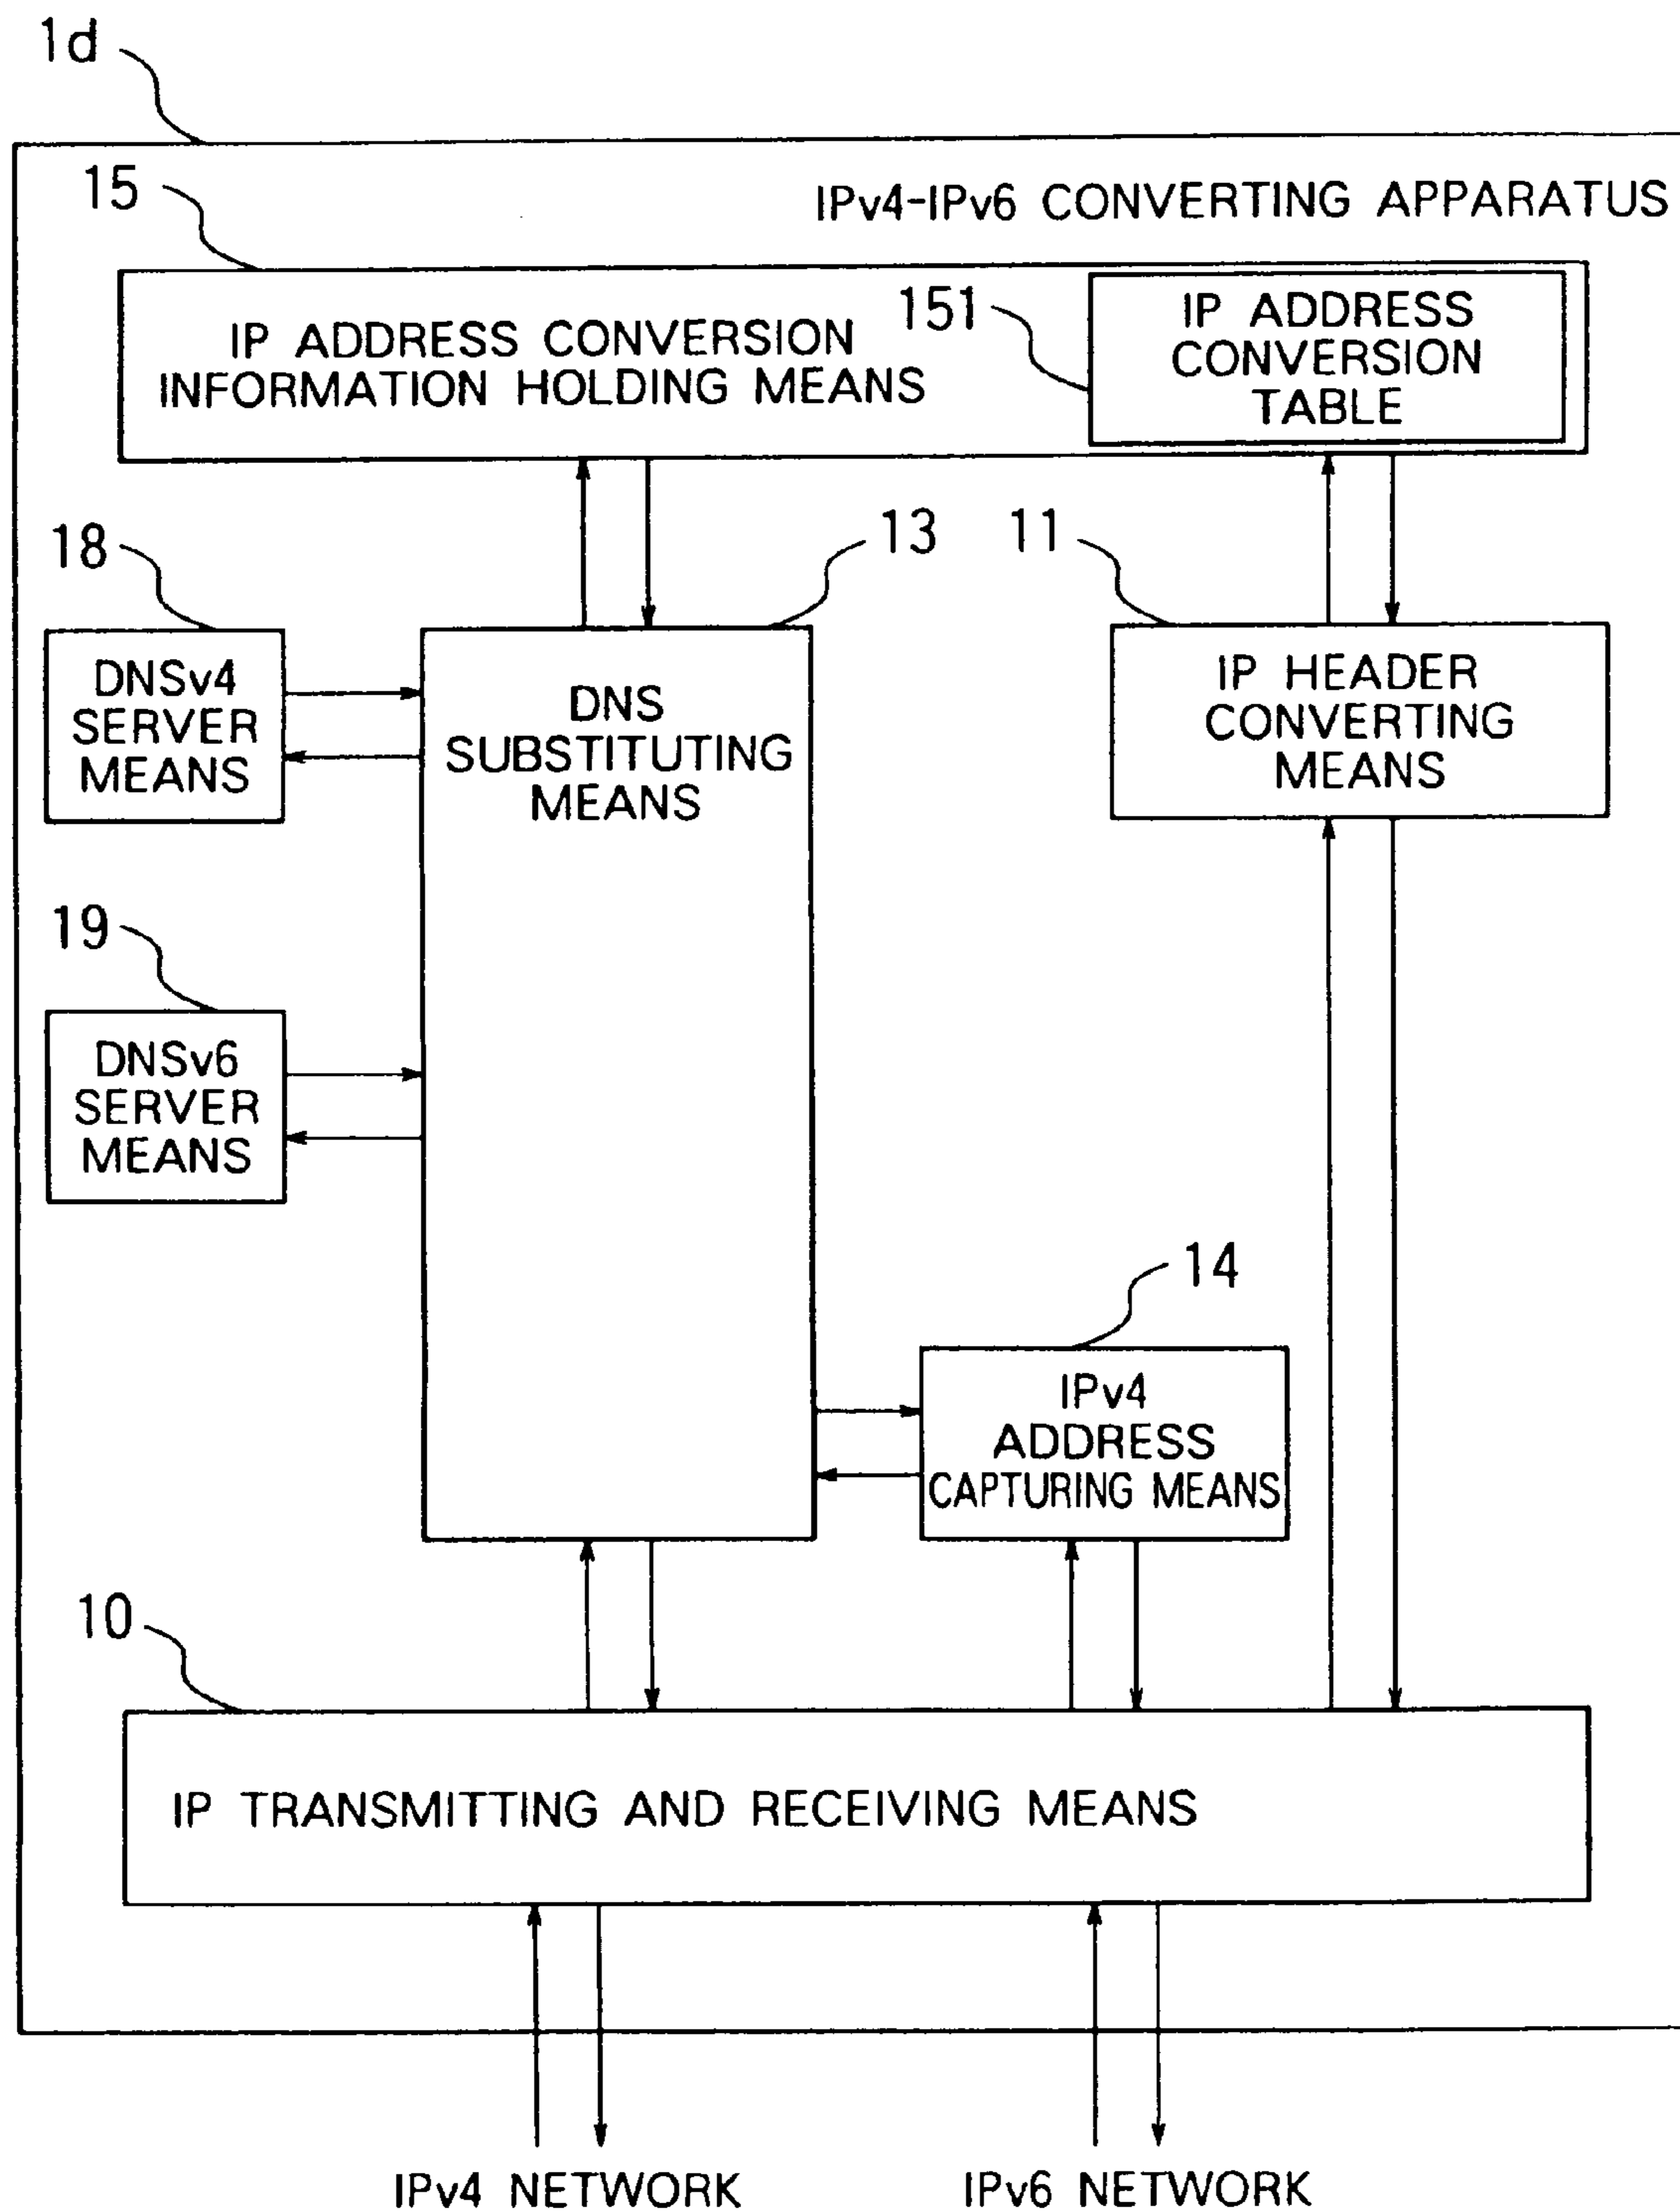 1d
15
IPv4-IPv6 CONVERTING APPARATUS
IP ADDRESS CONVERSION
INFORMATION HOLDING MEANS
151
IP ADDRESS
CONVERSION
TABLE
18
13
11
DNSv4
SERVER
MEANS
DNS
SUBSTITUTING
MEANS
IP HEADER
CONVERTING
MEANS
19
DNSv6
SERVER
MEANS
14
IPv4
ADDRESS
CAPTURING MEANS
10
IP TRANSMITTING AND RECEIVING MEANS
IPv4 NETWORK
IPv6 NETWORK